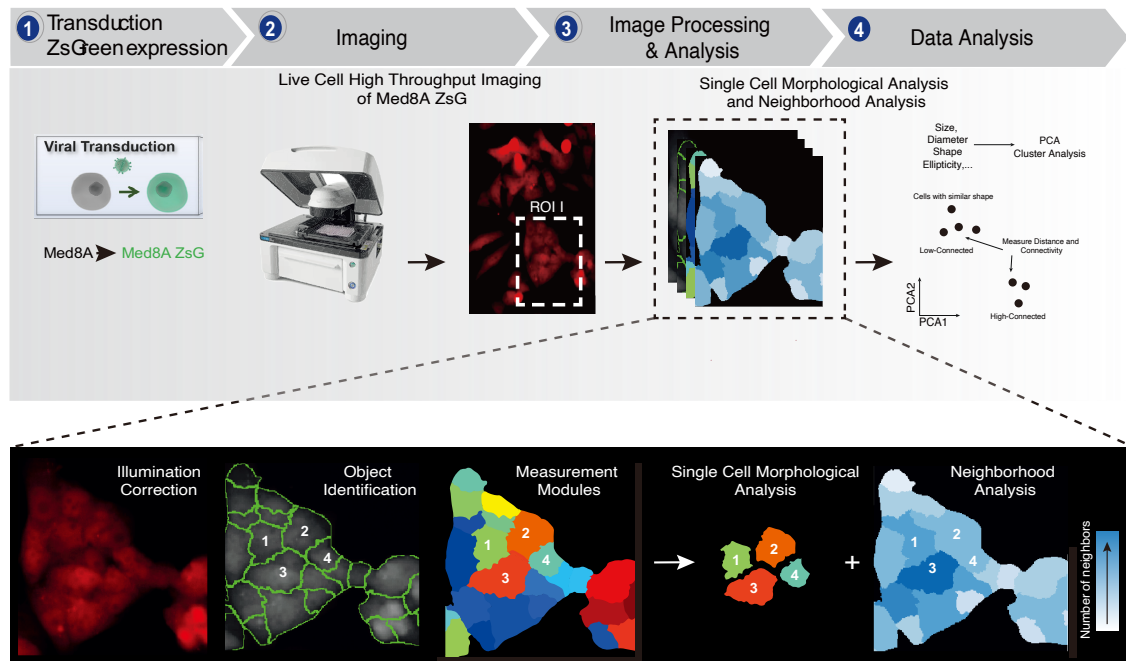 1 Transduction
ZsGreen expression
2 Imaging
3 Image Processing
& Analysis
4 Data Analysis
Live Cell High Throughput Imaging
of Med8A ZsG
Single Cell Morphological Analysis
and Neighborhood Analysis
Viral Transduction
Med8A
Med8A ZsG
ROI I
Size,
Diameter
Shape
Ellipticity,...
PCA
Cluster Analysis
Cells with similar shape
Low-Connected
Measure Distance and
Connectivity
High-Connected
PCA2
PCA1
Illumination
Correction
Object
Identification
1
2
3
4
Measurement
Modules
1
2
3
4
Single Cell Morphological
Analysis
1
2
3
4
+
Neighborhood
Analysis
1
2
3
4
Number of neighbors